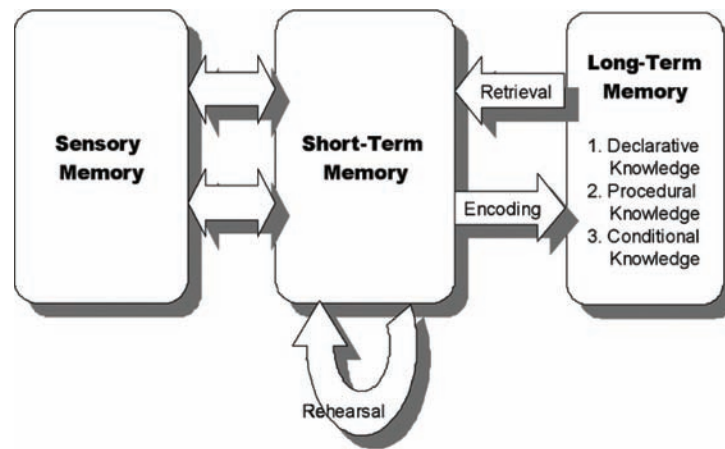 Sensory
Memory
Short-Term
Memory
Retrieval
Encoding
Rehearsal
Long-Term
Memory
1. Declarative
Knowledge
2. Procedural
Knowledge
3. Conditional
Knowledge